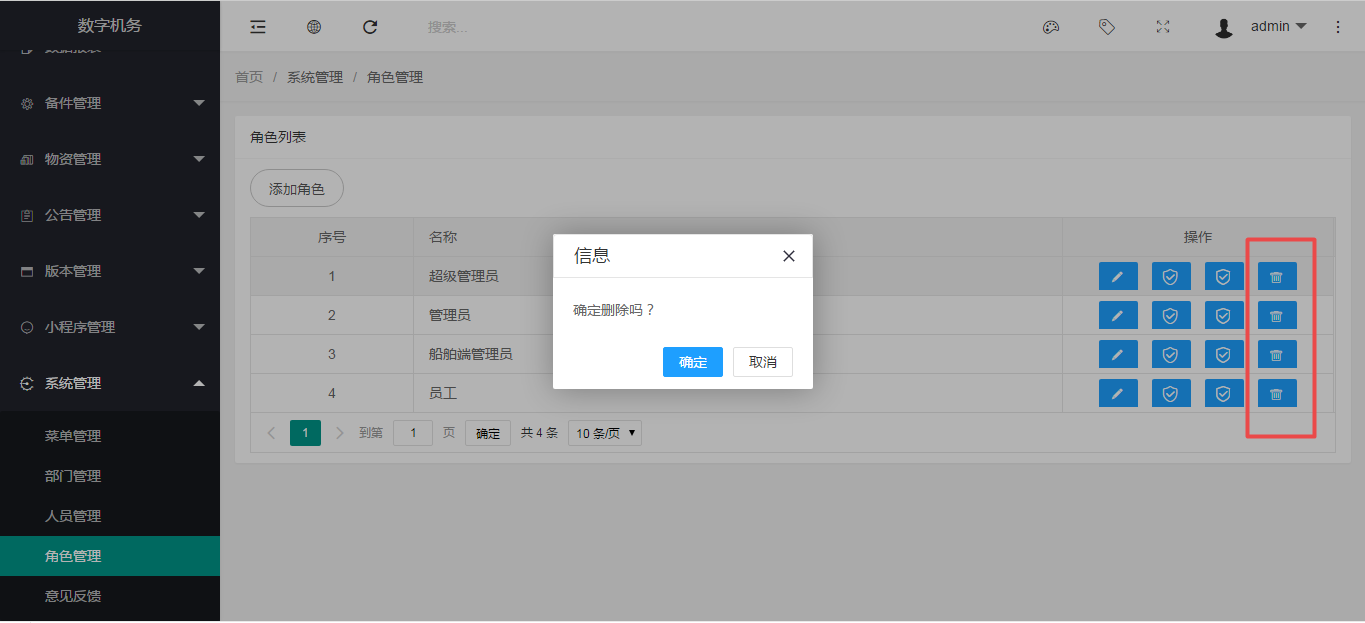 数字机务
搜索...
admin
数据报表
备件管理
物资管理
公告管理
版本管理
小程序管理
系统管理
菜单管理
部门管理
人员管理
角色管理
意见反馈
首页 / 系统管理 / 角色管理
角色列表
添加角色
序号 名称 操作
1 超级管理员
2 管理员
3 船舶端管理员
4 员工
1 到第 1 页 确定 共 4 条 10 条/页
信息
确定删除吗？
确定 取消